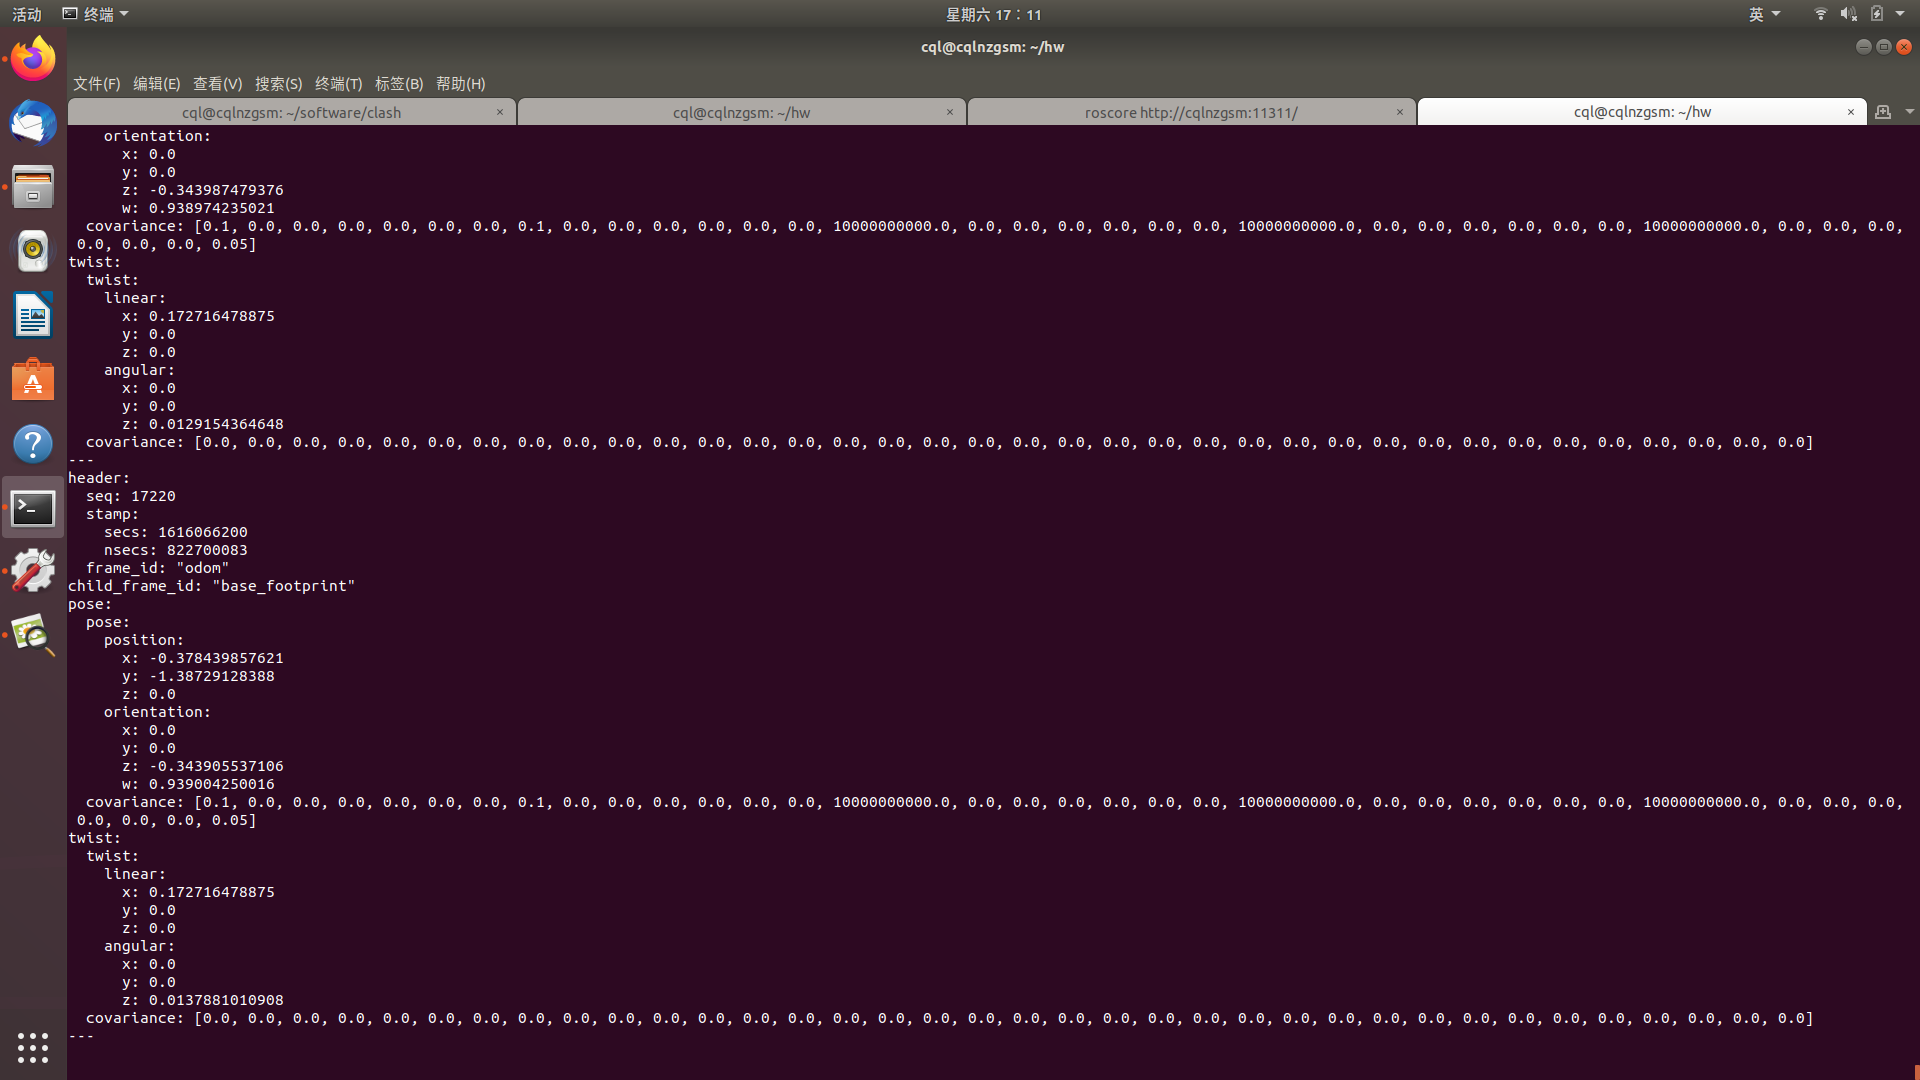 活动 终端 星期六 17：11 英
cql@cqlnzgsm: ~/hw
文件(F) 编辑(E) 查看(V) 搜索(S) 终端(T) 标签(B) 帮助(H)
cql@cqlnzgsm: ~/software/clash × cql@cqlnzgsm: ~/hw × roscore http://cqlnzgsm:11311/ × cql@cqlnzgsm: ~/hw ×
    orientation:
      x: 0.0
      y: 0.0
      z: -0.343987479376
      w: 0.938974235021
  covariance: [0.1, 0.0, 0.0, 0.0, 0.0, 0.0, 0.0, 0.1, 0.0, 0.0, 0.0, 0.0, 0.0, 0.0, 10000000000.0, 0.0, 0.0, 0.0, 0.0, 0.0, 0.0, 10000000000.0, 0.0, 0.0, 0.0, 0.0, 0.0, 0.0, 10000000000.0, 0.0, 0.0, 0.0,
 0.0, 0.0, 0.0, 0.05]
twist:
  twist:
    linear:
      x: 0.172716478875
      y: 0.0
      z: 0.0
    angular:
      x: 0.0
      y: 0.0
      z: 0.0129154364648
  covariance: [0.0, 0.0, 0.0, 0.0, 0.0, 0.0, 0.0, 0.0, 0.0, 0.0, 0.0, 0.0, 0.0, 0.0, 0.0, 0.0, 0.0, 0.0, 0.0, 0.0, 0.0, 0.0, 0.0, 0.0, 0.0, 0.0, 0.0, 0.0, 0.0, 0.0, 0.0, 0.0, 0.0, 0.0, 0.0, 0.0]
---
header:
  seq: 17220
  stamp:
    secs: 1616066200
    nsecs: 822700083
  frame_id: "odom"
child_frame_id: "base_footprint"
pose:
  pose:
    position:
      x: -0.378439857621
      y: -1.38729128388
      z: 0.0
    orientation:
      x: 0.0
      y: 0.0
      z: -0.343905537106
      w: 0.939004250016
  covariance: [0.1, 0.0, 0.0, 0.0, 0.0, 0.0, 0.0, 0.1, 0.0, 0.0, 0.0, 0.0, 0.0, 0.0, 10000000000.0, 0.0, 0.0, 0.0, 0.0, 0.0, 0.0, 10000000000.0, 0.0, 0.0, 0.0, 0.0, 0.0, 0.0, 10000000000.0, 0.0, 0.0, 0.0,
 0.0, 0.0, 0.0, 0.05]
twist:
  twist:
    linear:
      x: 0.172716478875
      y: 0.0
      z: 0.0
    angular:
      x: 0.0
      y: 0.0
      z: 0.0137881010908
  covariance: [0.0, 0.0, 0.0, 0.0, 0.0, 0.0, 0.0, 0.0, 0.0, 0.0, 0.0, 0.0, 0.0, 0.0, 0.0, 0.0, 0.0, 0.0, 0.0, 0.0, 0.0, 0.0, 0.0, 0.0, 0.0, 0.0, 0.0, 0.0, 0.0, 0.0, 0.0, 0.0, 0.0, 0.0, 0.0, 0.0]
---